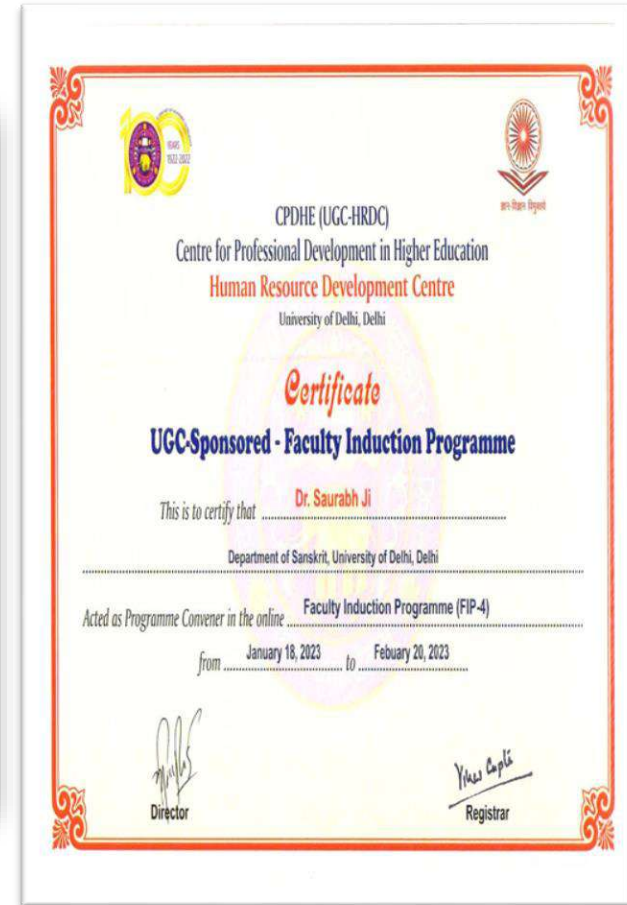 YEARS
1922-2022
ज्ञान-विज्ञान विमुक्तये
CPDHE (UGC-HRDC)
Centre for Professional Development in Higher Education
Human Resource Development Centre
University of Delhi, Delhi
Certificate
UGC-Sponsored - Faculty Induction Programme
This is to certify that Dr. Saurabh Ji
Department of Sanskrit, University of Delhi, Delhi
Acted as Programme Convener in the online Faculty Induction Programme (FIP-4)
from January 18, 2023 to Febuary 20, 2023
Vikas Gupta
Director
Registrar